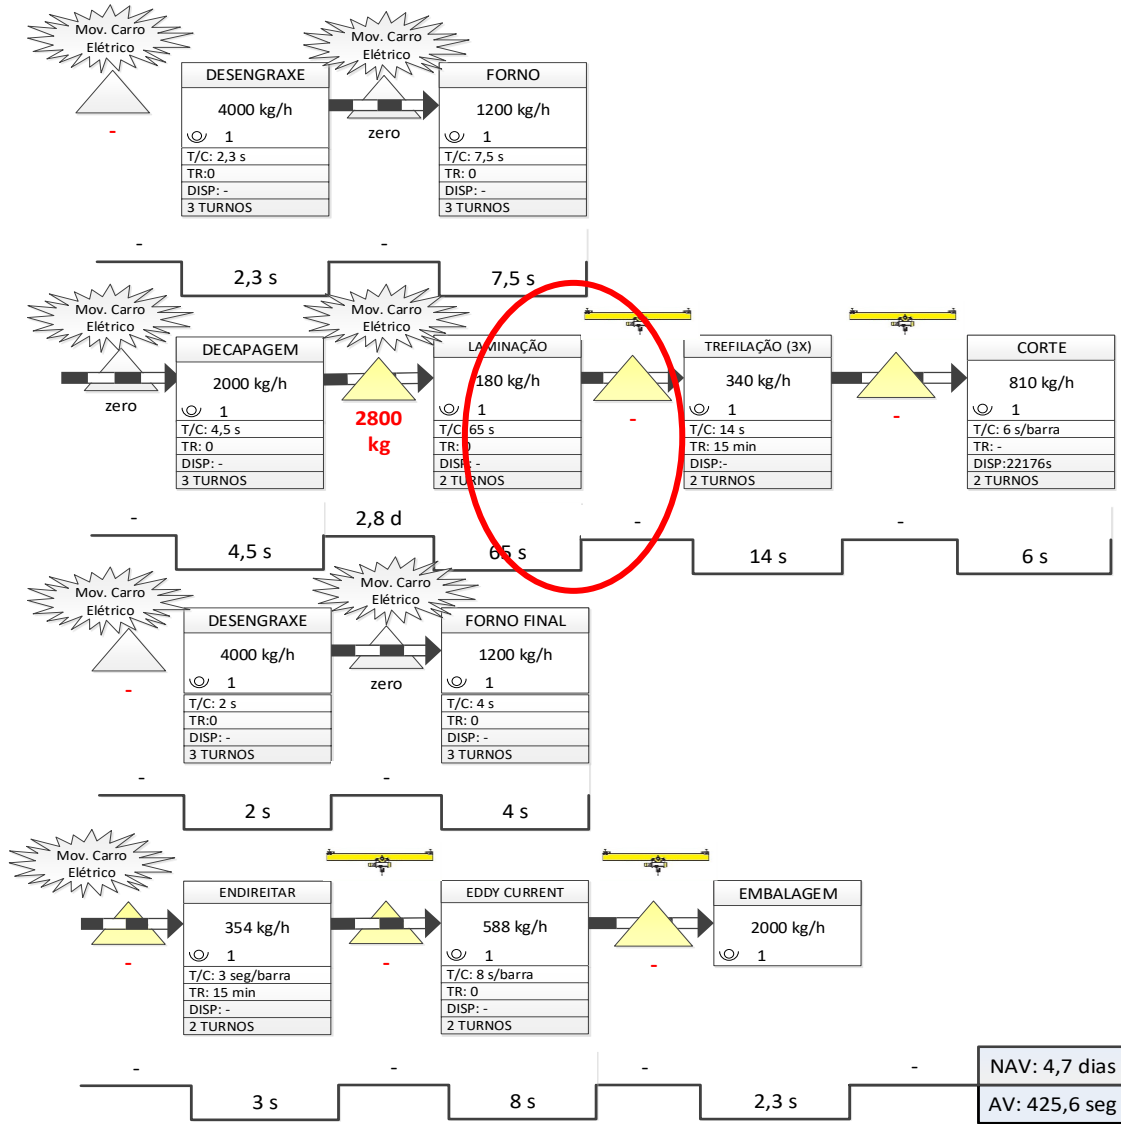 Mov. Carro
Elétrico
-
DESENGRAXE
4000 kg/h
1
T/C: 2,3 s
TR:0
DISP: -
3 TURNOS
Mov. Carro
Elétrico
zero
FORNO
1200 kg/h
1
T/C: 7,5 s
TR: 0
DISP: -
3 TURNOS
-
2,3 s
-
7,5 s
Mov. Carro
Elétrico
zero
DECAPAGEM
2000 kg/h
1
T/C: 4,5 s
TR: 0
DISP: -
3 TURNOS
Mov. Carro
Elétrico
2800
kg
LAMINAÇÃO
180 kg/h
1
T/C: 65 s
TR: 0
DISP: -
2 TURNOS
-
TREFILAÇÃO (3X)
340 kg/h
1
T/C: 14 s
TR: 15 min
DISP:-
2 TURNOS
-
CORTE
810 kg/h
1
T/C: 6 s/barra
TR: -
DISP:22176s
2 TURNOS
-
4,5 s
2,8 d
65 s
-
14 s
-
6 s
Mov. Carro
Elétrico
-
DESENGRAXE
4000 kg/h
1
T/C: 2 s
TR:0
DISP: -
3 TURNOS
Mov. Carro
Elétrico
zero
FORNO FINAL
1200 kg/h
1
T/C: 4 s
TR: 0
DISP: -
3 TURNOS
-
2 s
-
4 s
Mov. Carro
Elétrico
-
ENDIREITAR
354 kg/h
1
T/C: 3 seg/barra
TR: 15 min
DISP: -
2 TURNOS
-
EDDY CURRENT
588 kg/h
1
T/C: 8 s/barra
TR: 0
DISP: -
2 TURNOS
-
EMBALAGEM
2000 kg/h
1
-
3 s
-
8 s
-
2,3 s
-
NAV: 4,7 dias
AV: 425,6 seg